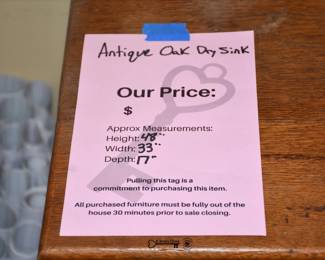 Antique Oak Dry Sink
Our Price:
$
Approx Measurements:
Height: 48"
Width: 33"
Depth: 17"
Pulling this tag is a
commitment to purchasing this item.
All purchased furniture must be fully out of the
house 30 minutes prior to sale closing.